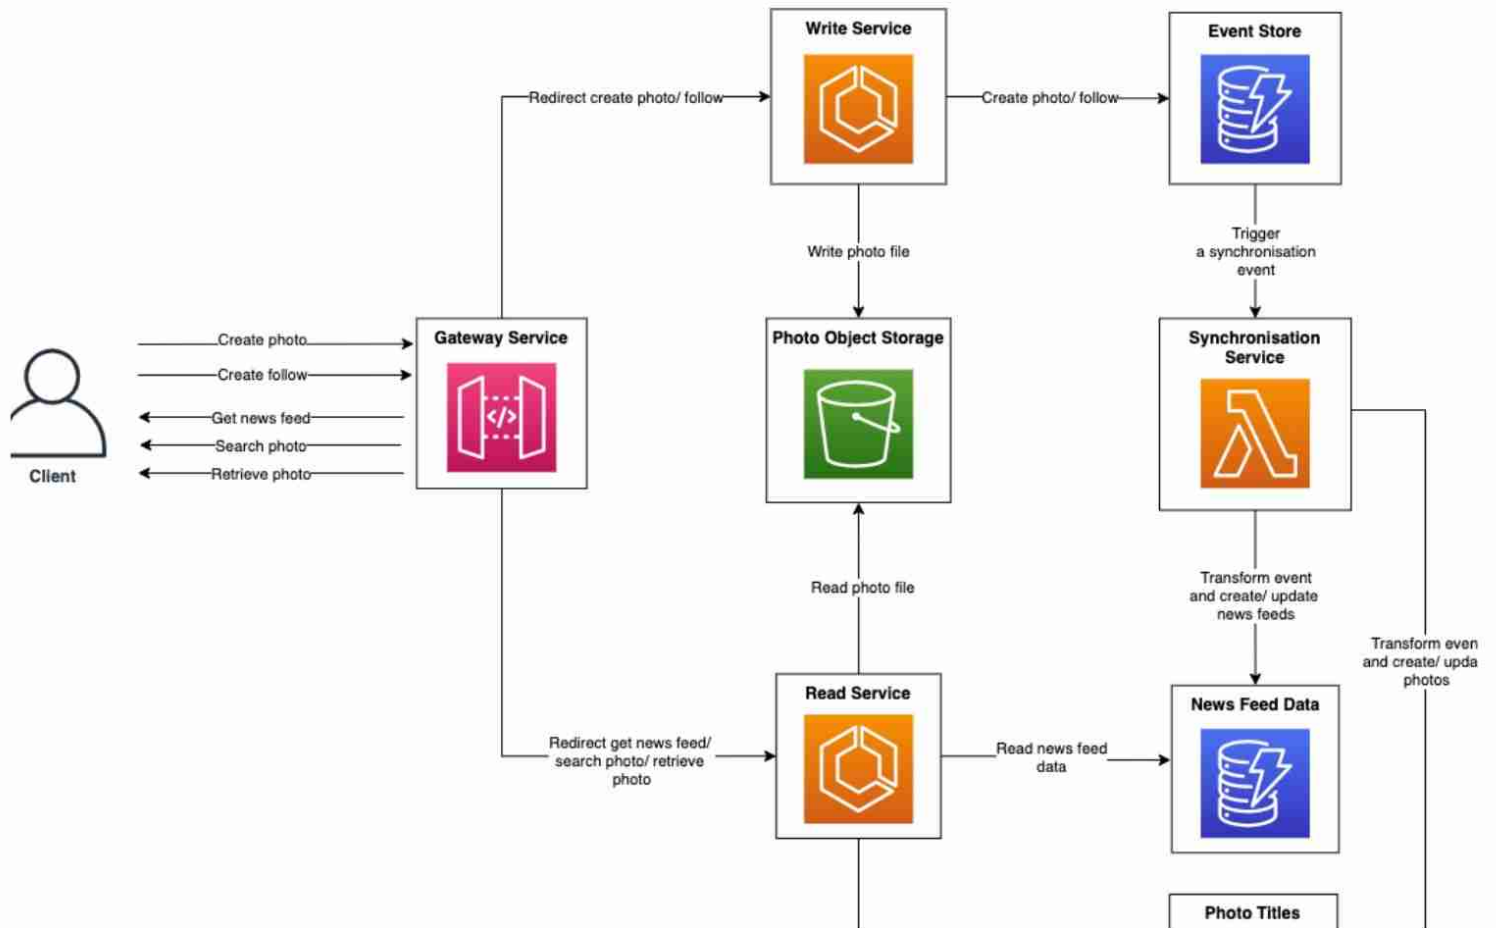 Write Service
Event Store
Redirect create photo/ follow
Create photo/ follow
Write photo file
Trigger
a synchronisation
event
Create photo
Create follow
Get news feed
Search photo
Retrieve photo
Client
Gateway Service
</>
Photo Object Storage
Synchronisation
Service
Read photo file
Transform event
and create/ update
news feeds
Transform even
and create/ upda
photos
Redirect get news feed/
search photo/ retrieve
photo
Read Service
Read news feed
data
News Feed Data
Photo Titles